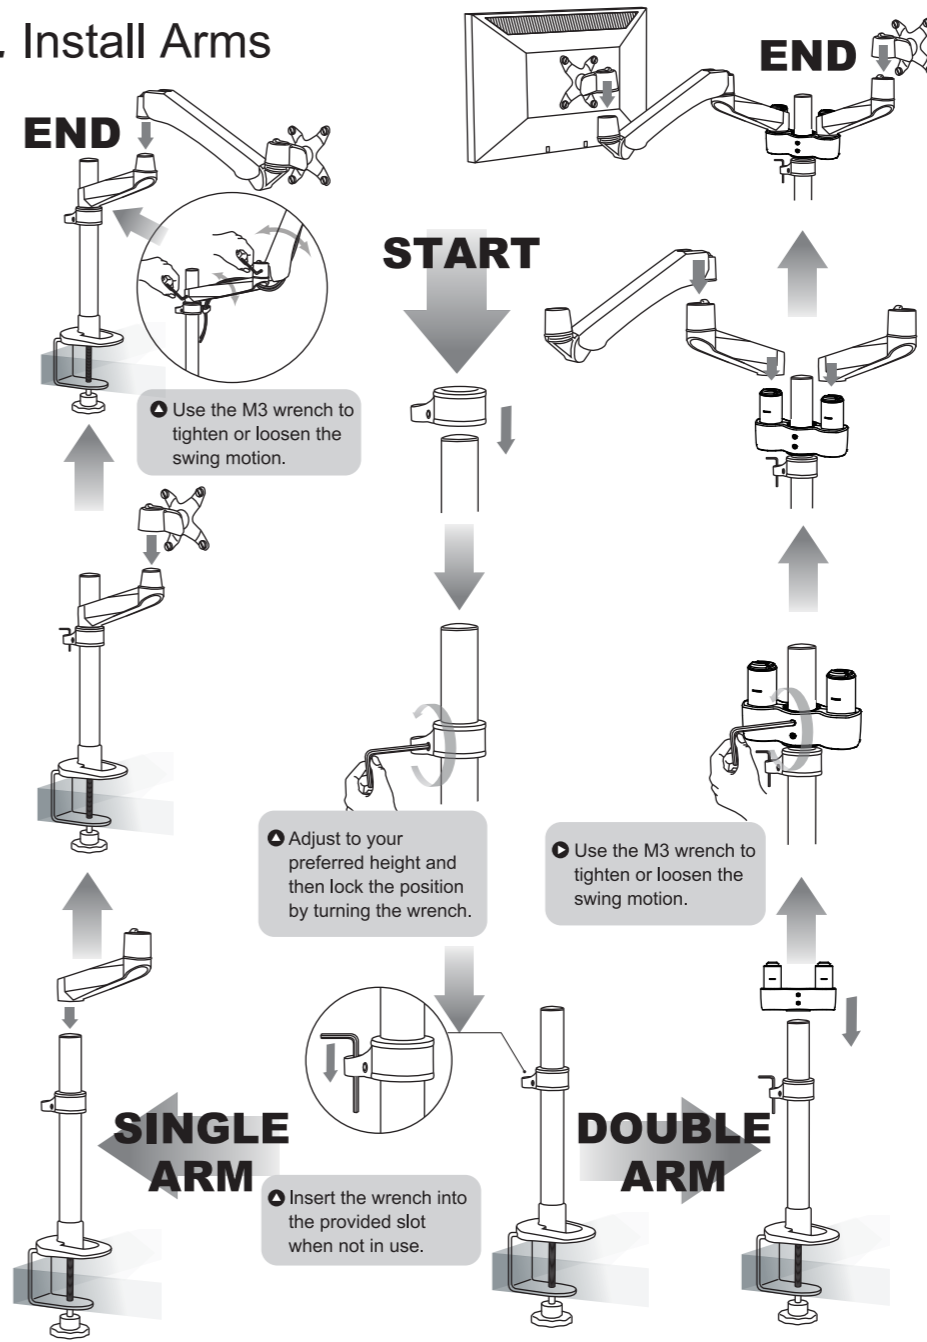 . Install Arms
END
END
START
Use the M3 wrench to
tighten or loosen the
swing motion.
Adjust to your
preferred height and
then lock the position
by turning the wrench.
Use the M3 wrench to
tighten or loosen the
swing motion.
SINGLE
ARM
DOUBLE
ARM
Insert the wrench into
the provided slot
when not in use.